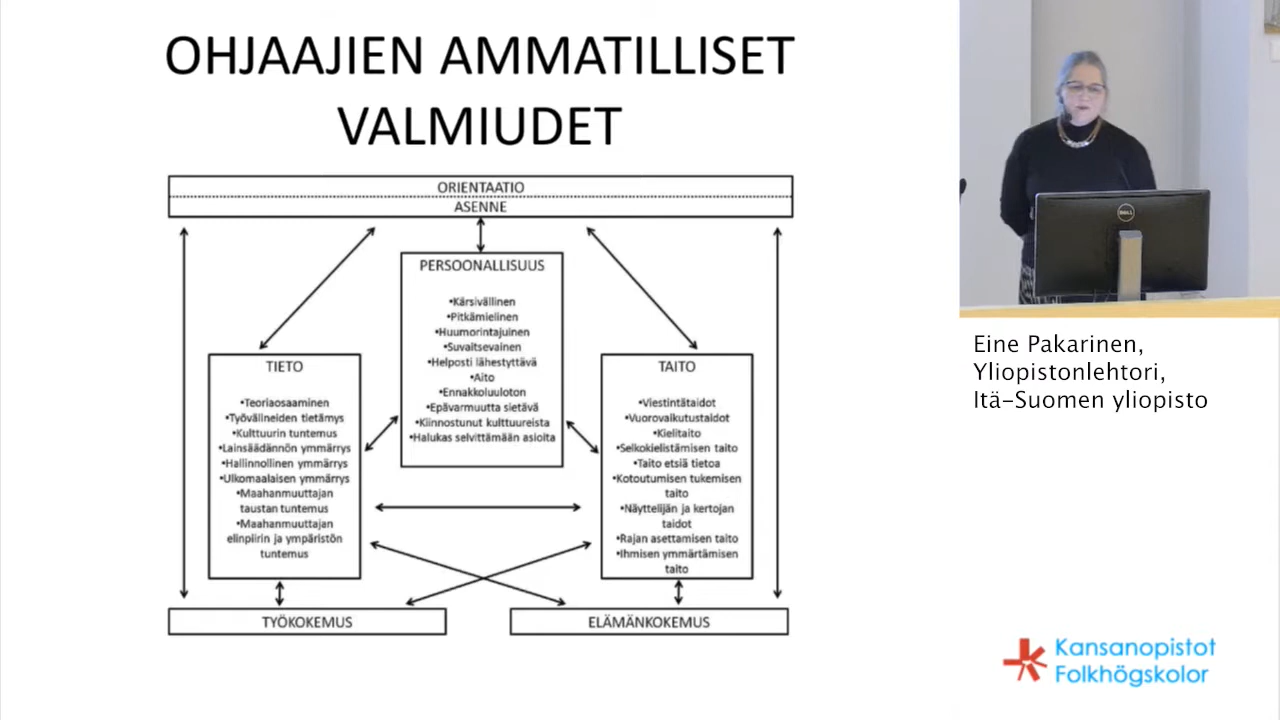 OHJAAJIEN AMMATILLISET
VALMIUDET
ORIENTAATIO
ASENNE
PERSOONALLISUUS
•Kärsivällinen
•Pitkämielinen
•Huumorintajuinen
•Suvaitsevainen
•Helposti lähestyttävä
•Aito
•Ennakkoluuloton
•Epävarmuutta sietävä
•Kiinnostunut kulttuureista
•Halukas selvittämään asioita
TIETO
•Teoriaosaaminen
•Työvälineiden tietämys
•Kulttuurin tuntemus
•Lainsäädännön ymmärrys
•Hallinnollinen ymmärrys
•Ulkomaalaisen ymmärrys
•Maahanmuuttajan
taustan tuntemus
•Maahanmuuttajan
elinpiirin ja ympäristön
tuntemus
TAITO
•Viestintätaidot
•Vuorovaikutustaidot
•Kielitaito
•Selkokielistämisen taito
•Taito etsiä tietoa
•Kotoutumisen tukemisen
taito
•Näyttelijän ja kertojan
taidot
•Rajan asettamisen taito
•Ihmisen ymmärtämisen
taito
TYÖKOKEMUS
ELÄMÄNKOKEMUS
DELL
Eine Pakarinen,
Yliopistonlehtori,
Itä-Suomen yliopisto
Kansanopistot
Folkhögskolor